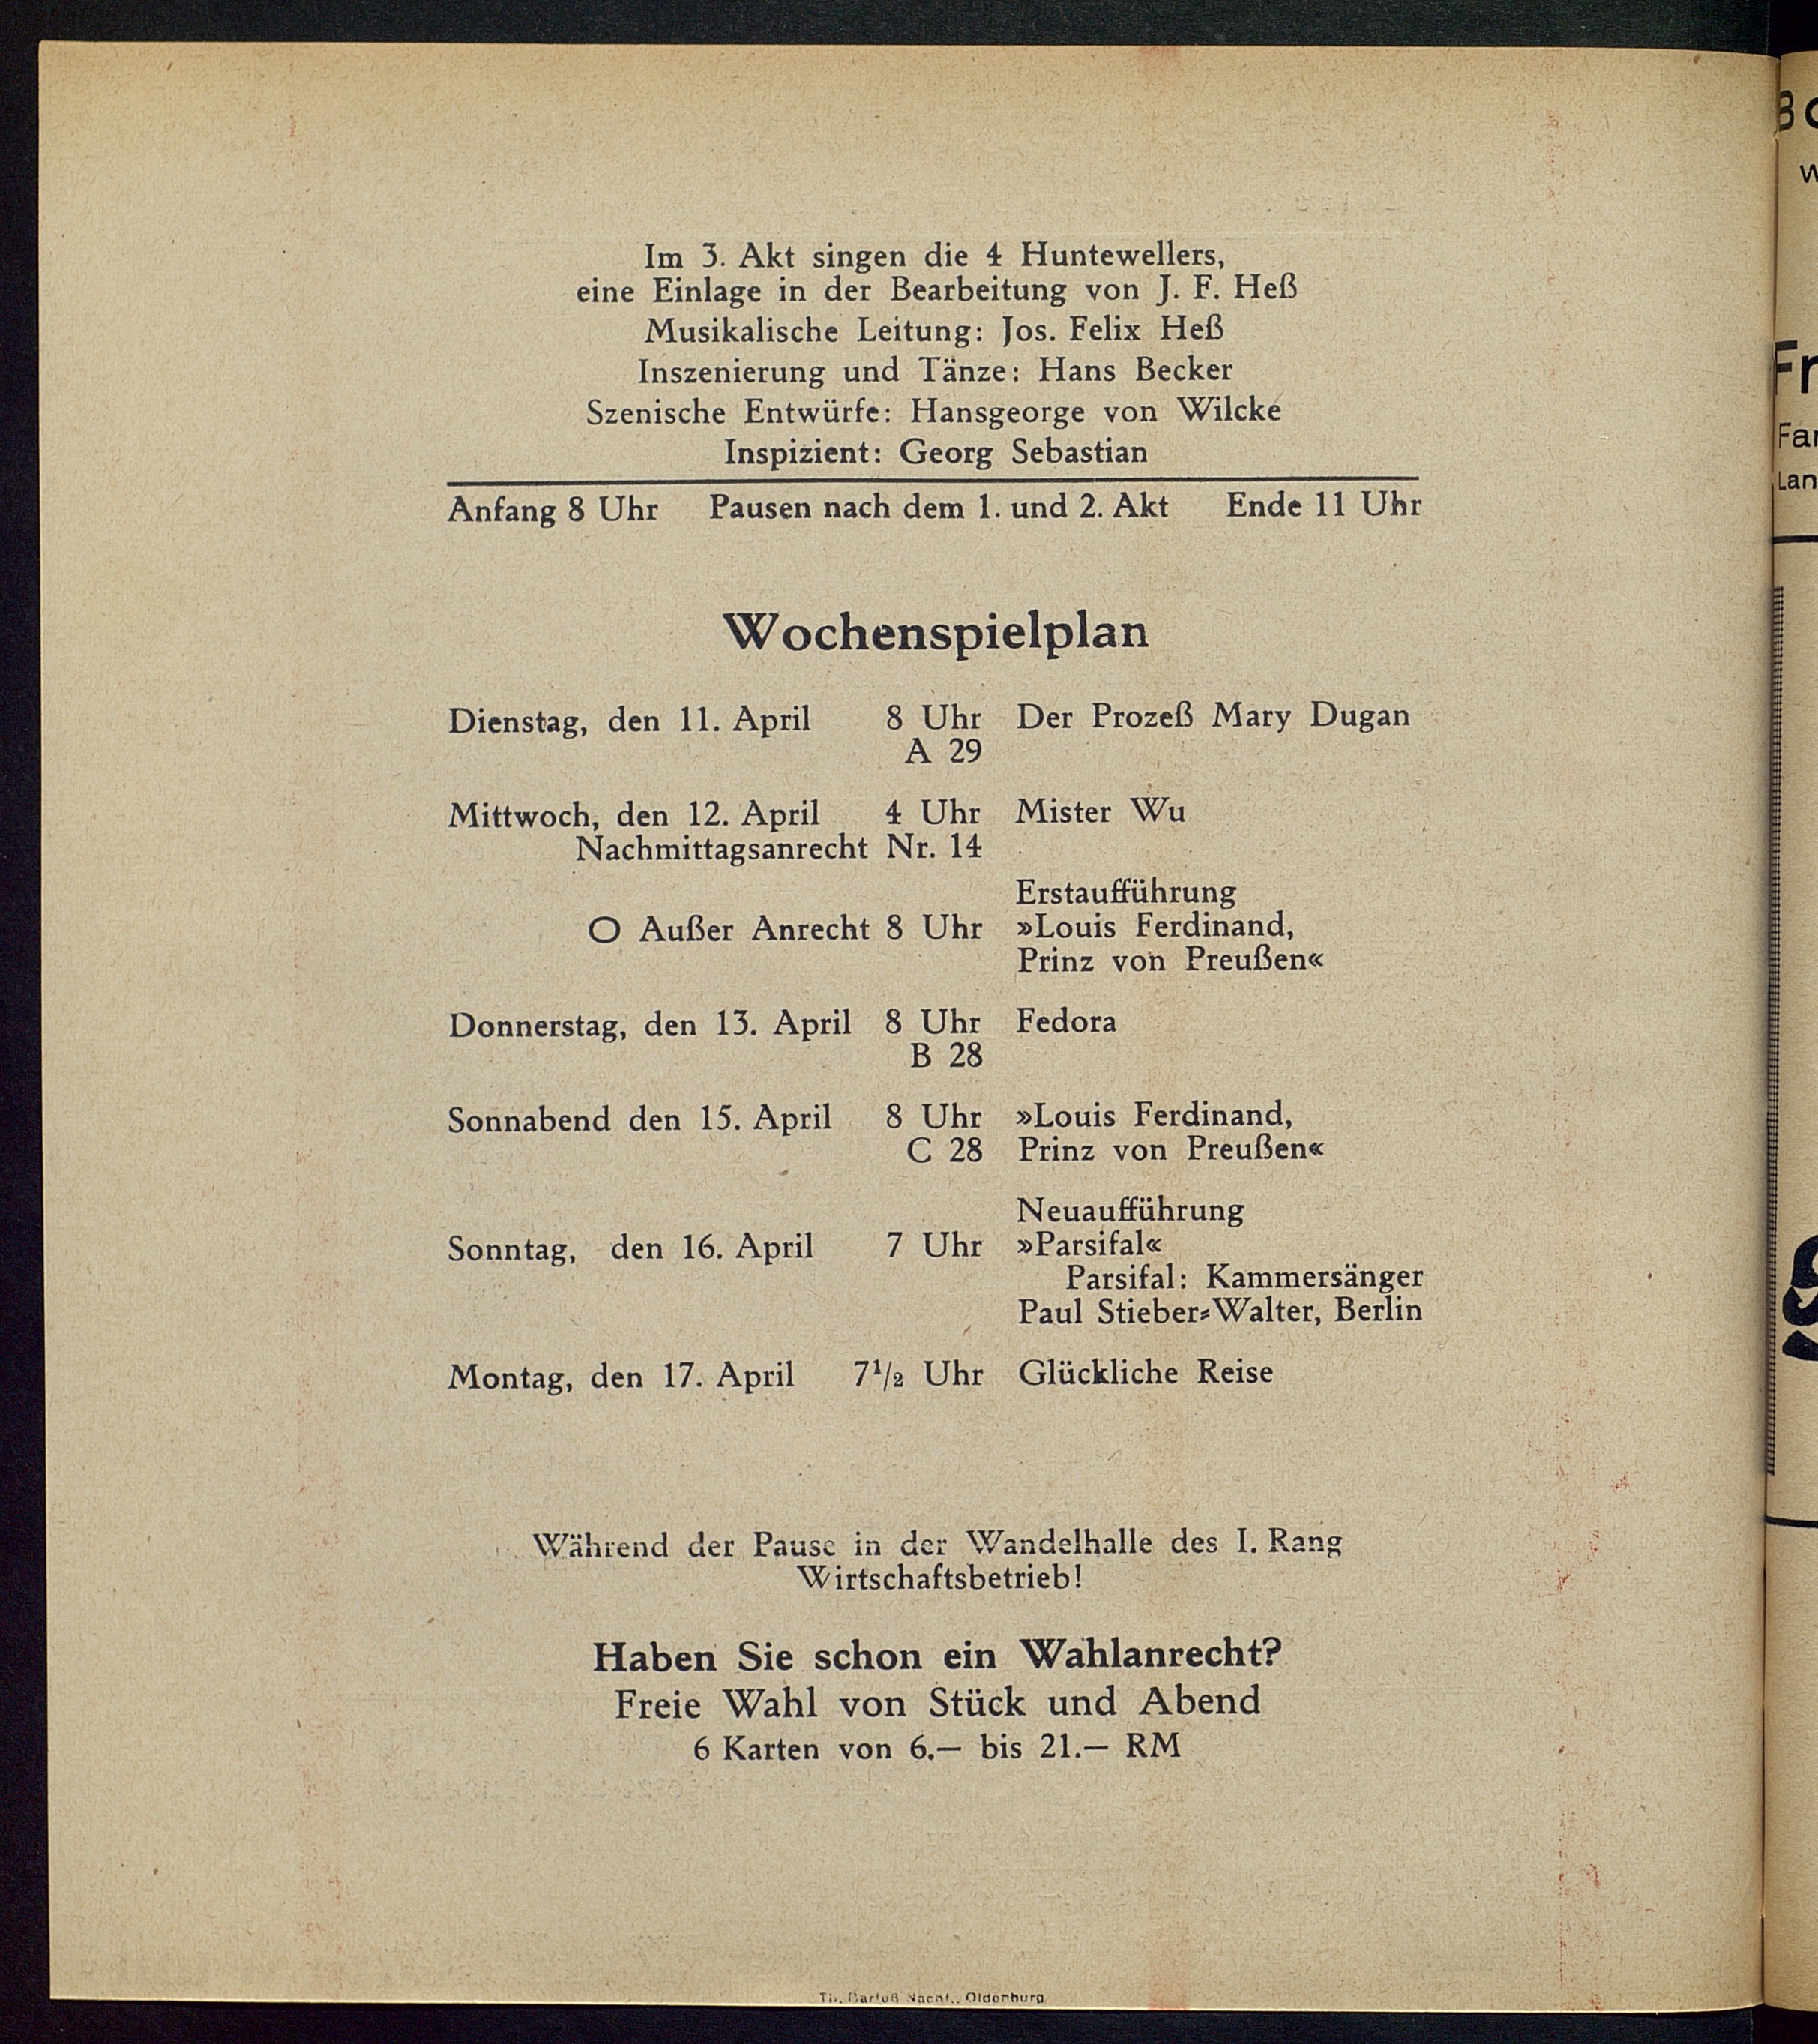 Im 3. Akt singen die 4 Huntewellers,
eine Einlage in der Bearbeitung von J. F. Heß
Musikalische Leitung: Jos. Felix Heß
Inszenierung und Tänze: Hans Becker
Szenische Entwürfe: Hansgeorge von Wilcke
Inspizient: Georg Sebastian
Anfang 8 Uhr Pausen nach dem 1. und 2. Akt Ende 11 Uhr
Wochenspielplan
Dienstag, den 11. April 8 Uhr Der Prozeß Mary Dugan
A 29
Mittwoch, den 12. April 4 Uhr Mister Wu
Nachmittagsanrecht Nr. 14
Erstaufführung
O Außer Anrecht 8 Uhr »Louis Ferdinand,
Prinz von Preußen«
Donnerstag, den 13. April 8 Uhr Fedora
B 28
Sonnabend den 15. April 8 Uhr »Louis Ferdinand,
C 28 Prinz von Preußen«
Neuaufführung
Sonntag, den 16. April 7 Uhr »Parsifal«
Parsifal: Kammersänger
Paul Stieber-Walter, Berlin
Montag, den 17. April 7½ Uhr Glückliche Reise
Während der Pause in der Wandelhalle des I. Rang
Wirtschaftsbetrieb!
Haben Sie schon ein Wahlanrecht?
Freie Wahl von Stück und Abend
6 Karten von 6.— bis 21.— RM
Oldenburg